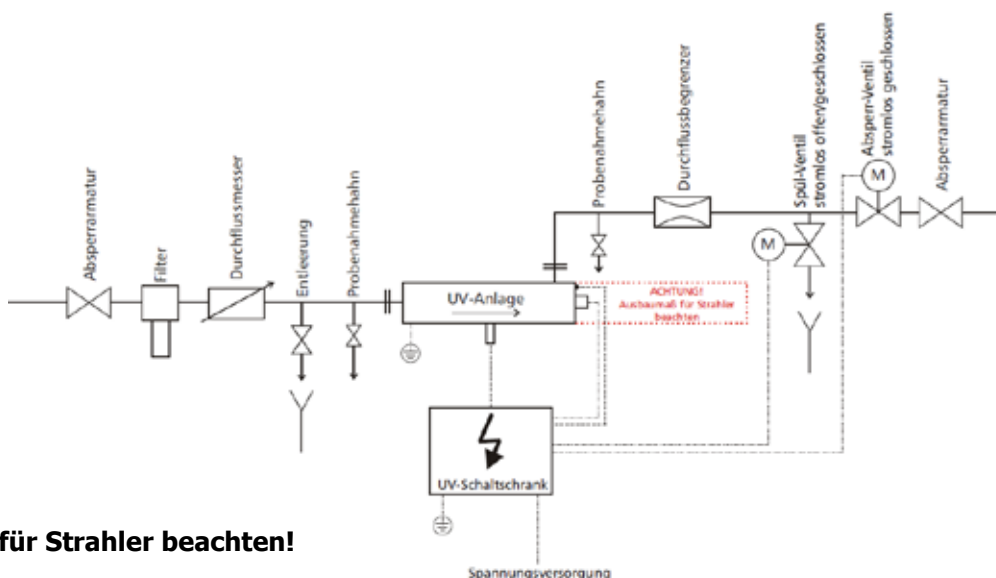 Absperrarmatur
Filter
Durchflussmesser
Entleerung
Probenahmehahn
Probenahmehahn
Durchflussbegrenzer
Spül-Ventil
stromlos offen/geschlossen
Absperr-Ventil
stromlos geschlossen
Absperrarmatur
M
M
UV-Anlage
ACHTUNG!
Ausbaumaß für Strahler
beachten
UV-Schaltschrank
für Strahler beachten!
Spannungsversorgung